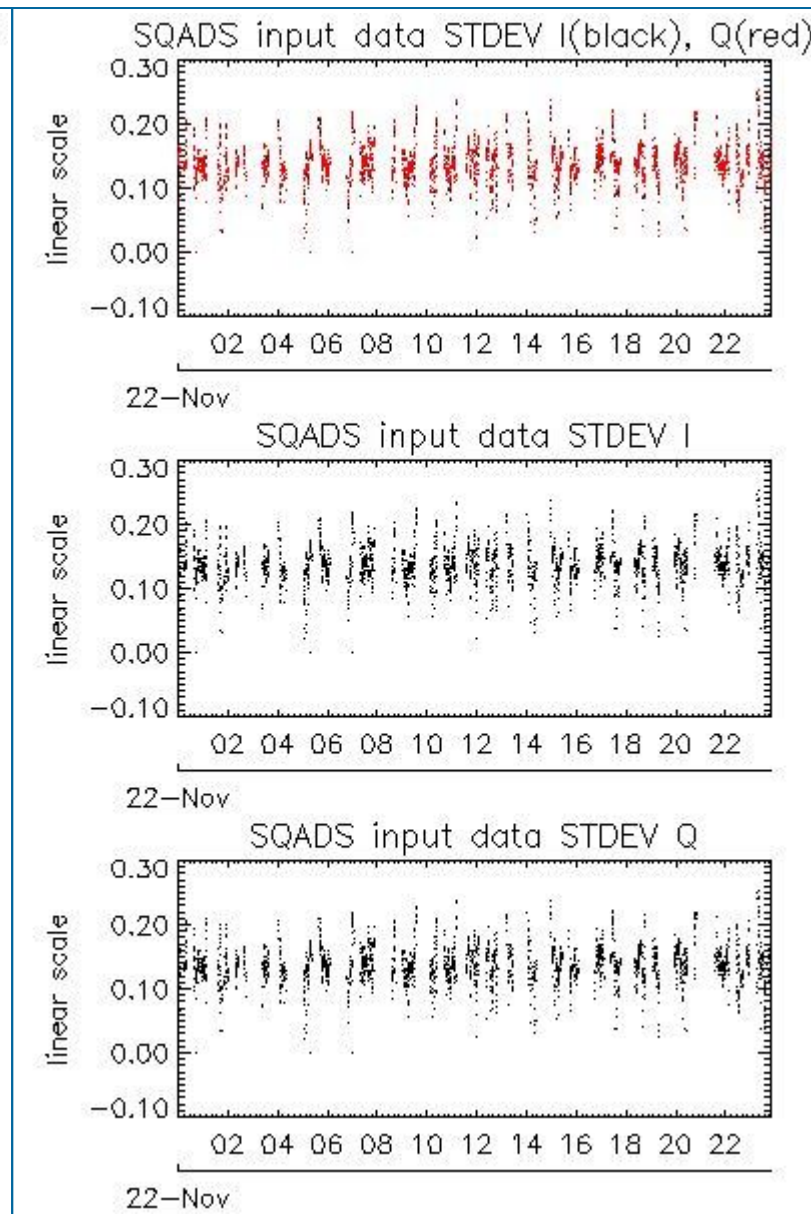 SQADS input data STDEV I(black), Q(red)
0.30
0.20
0.10
0.00
-0.10
linear scale
02 04 06 08 10 12 14 16 18 20 22
22-Nov
SQADS input data STDEV I
0.30
0.20
0.10
0.00
-0.10
linear scale
02 04 06 08 10 12 14 16 18 20 22
22-Nov
SQADS input data STDEV Q
0.30
0.20
0.10
0.00
-0.10
linear scale
02 04 06 08 10 12 14 16 18 20 22
22-Nov